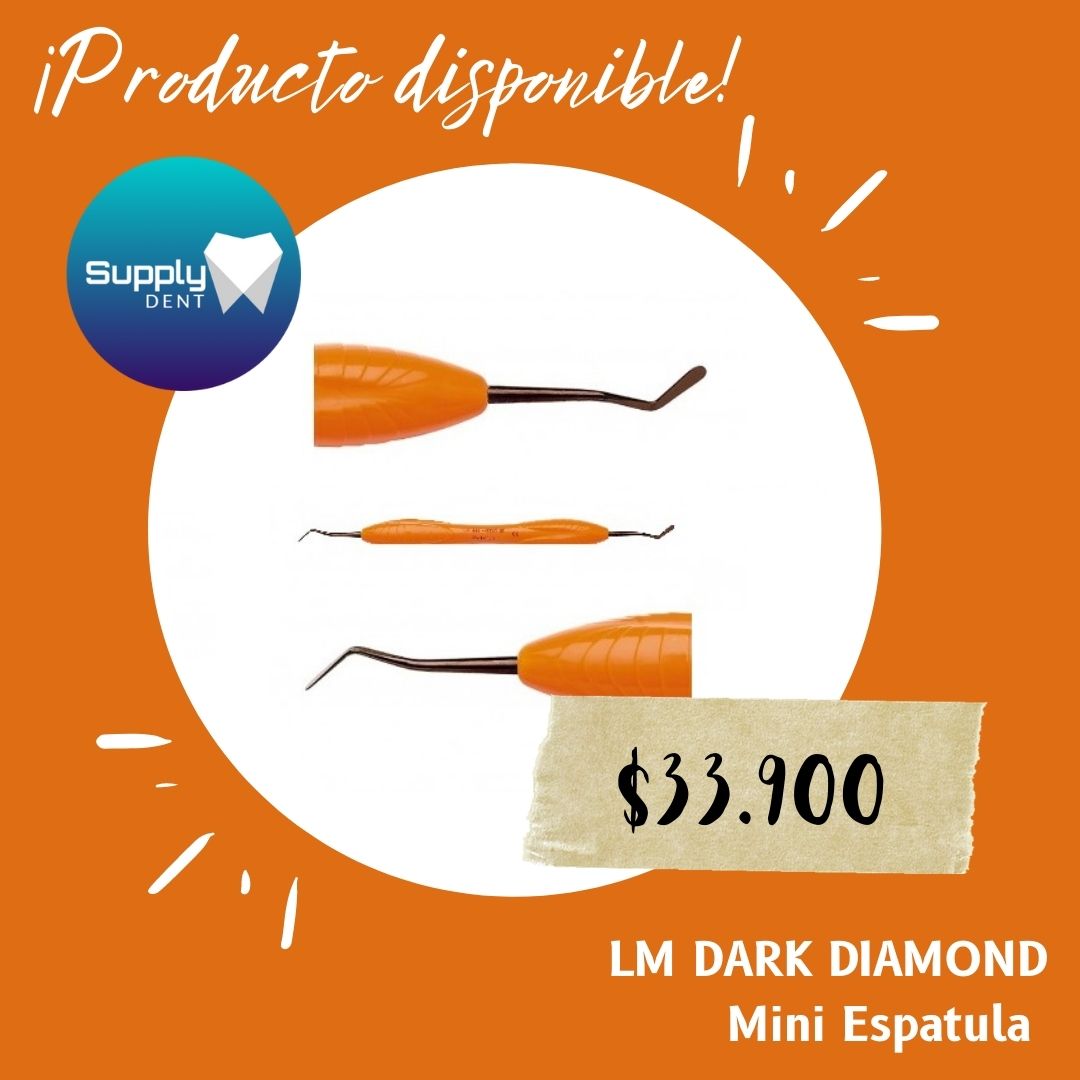 ¡Producto disponible!
Supply
DENT
$33.900
LM DARK DIAMOND
Mini Espatula